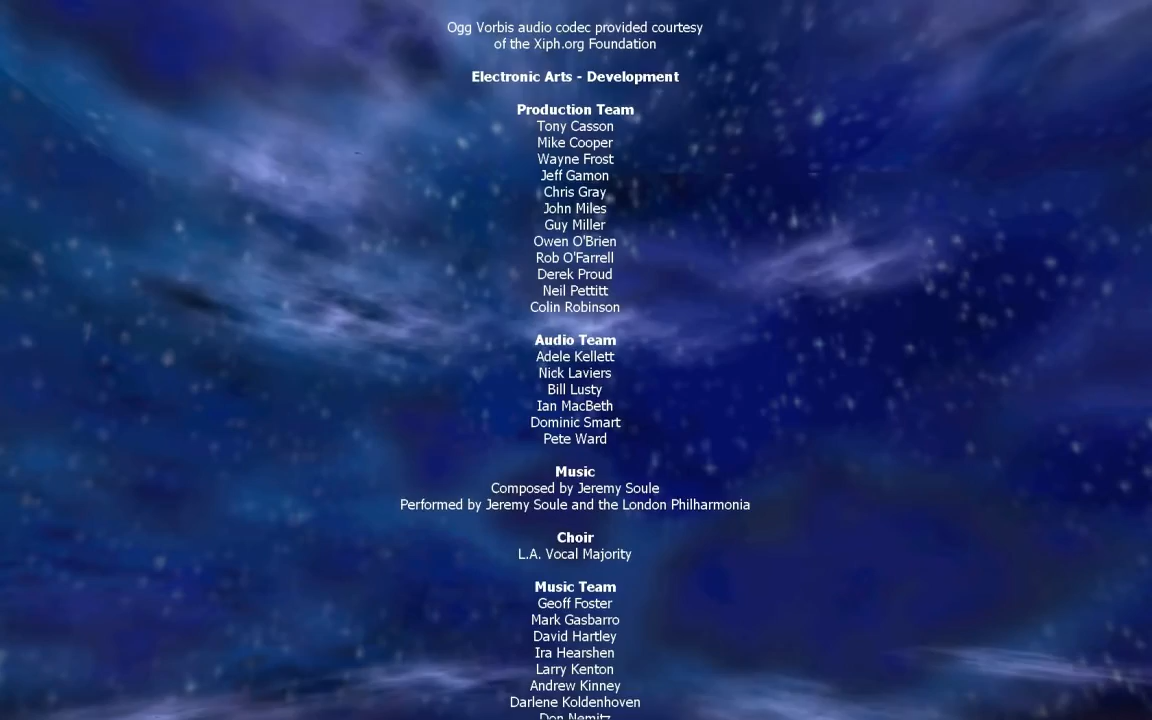 Ogg Vorbis audio codec provided courtesy
of the Xiph.org Foundation
Electronic Arts - Development
Production Team
Tony Casson
Mike Cooper
Wayne Frost
Jeff Gamon
Chris Gray
John Miles
Guy Miller
Owen O'Brien
Rob O'Farrell
Derek Proud
Neil Pettitt
Colin Robinson
Audio Team
Adele Kellett
Nick Laviers
Bill Lusty
Ian MacBeth
Dominic Smart
Pete Ward
Music
Composed by Jeremy Soule
Performed by Jeremy Soule and the London Philharmonia
Choir
L.A. Vocal Majority
Music Team
Geoff Foster
Mark Gasbarro
David Hartley
Ira Hearshen
Larry Kenton
Andrew Kinney
Darlene Koldenhoven
Don Nemitz